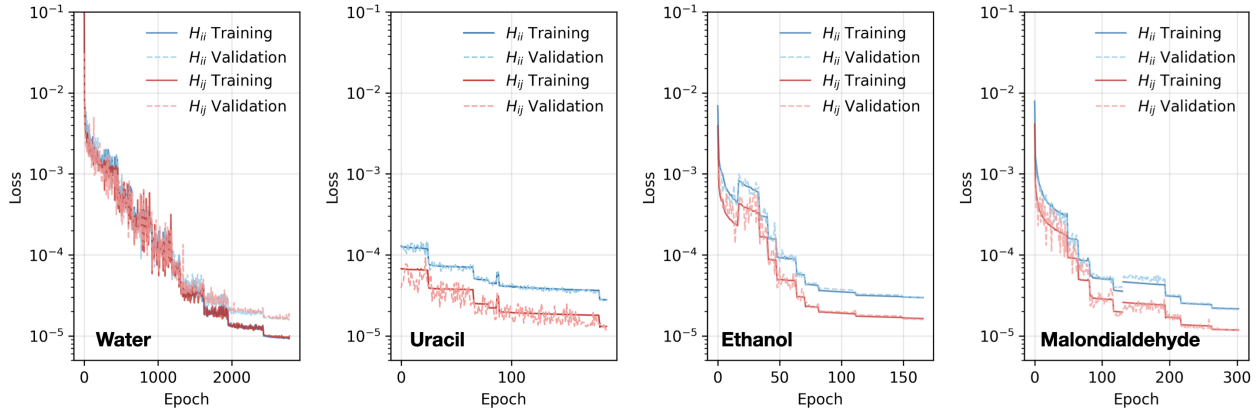 Loss
10⁻¹
10⁻²
10⁻³
10⁻⁴
10⁻⁵
H_ii Training
H_ii Validation
H_ij Training
H_ij Validation
Water
0
1000
2000
Epoch
Loss
10⁻¹
10⁻²
10⁻³
10⁻⁴
10⁻⁵
H_ii Training
H_ii Validation
H_ij Training
H_ij Validation
Uracil
0
100
Epoch
Loss
10⁻¹
10⁻²
10⁻³
10⁻⁴
10⁻⁵
H_ii Training
H_ii Validation
H_ij Training
H_ij Validation
Ethanol
0
50
100
150
Epoch
Loss
10⁻¹
10⁻²
10⁻³
10⁻⁴
10⁻⁵
H_ii Training
H_ii Validation
H_ij Training
H_ij Validation
Malondialdehyde
0
100
200
300
Epoch